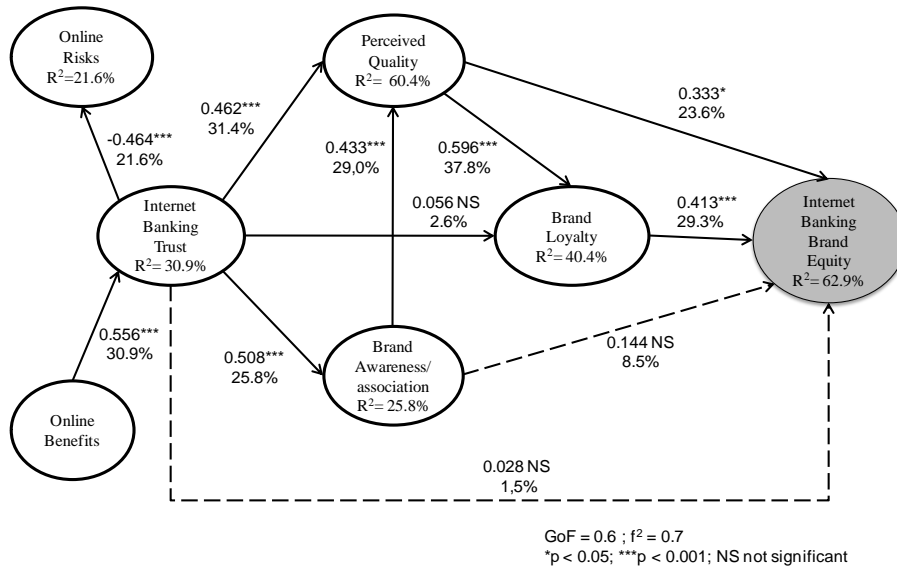 Online
Risks
R²=21.6%
Perceived
Quality
R²= 60.4%
0.333*
23.6%
0.462***
31.4%
-0.464***
21.6%
0.433***
29,0%
0.596***
37.8%
Internet
Banking
Trust
R²= 30.9%
0.056 NS
2.6%
Brand
Loyalty
R²= 40.4%
0.413***
29.3%
Internet
Banking
Brand
Equity
R²= 62.9%
0.556***
30.9%
0.508***
25.8%
Brand
Awareness/
association
R²= 25.8%
0.144 NS
8.5%
Online
Benefits
0.028 NS
1,5%
GoF = 0.6 ; f² = 0.7
*p < 0.05; ***p < 0.001; NS not significant